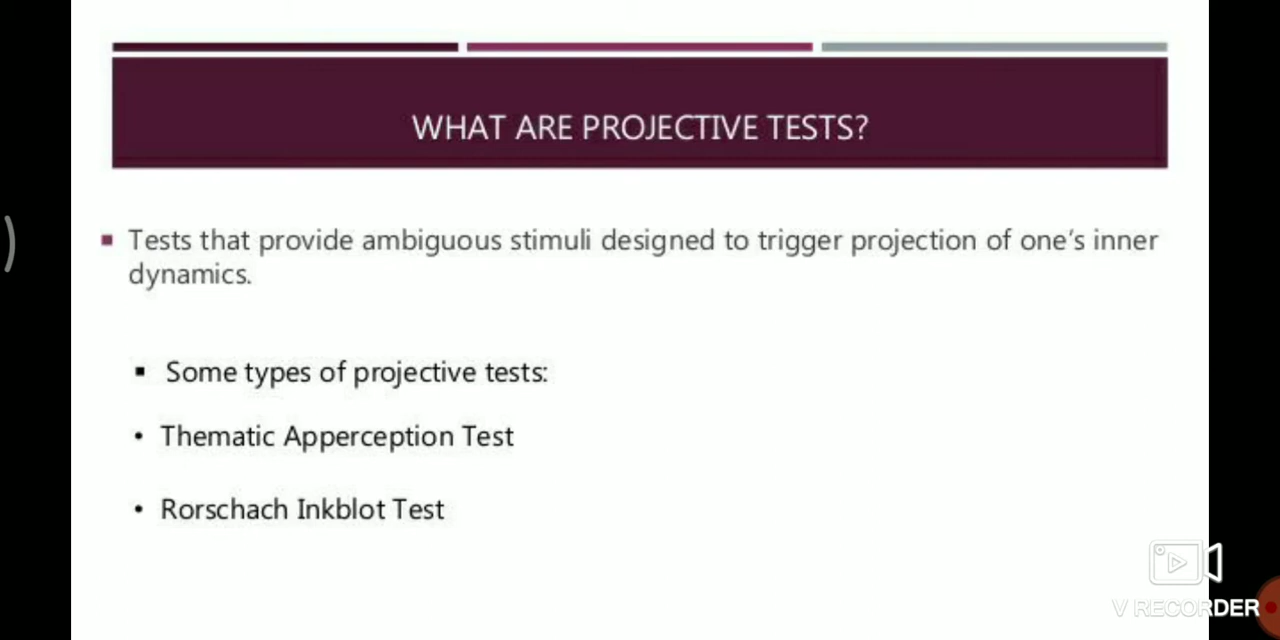 WHAT ARE PROJECTIVE TESTS?
▪ Tests that provide ambiguous stimuli designed to trigger projection of one's inner
dynamics.
▪ Some types of projective tests:
• Thematic Apperception Test
• Rorschach Inkblot Test
V RECORDER